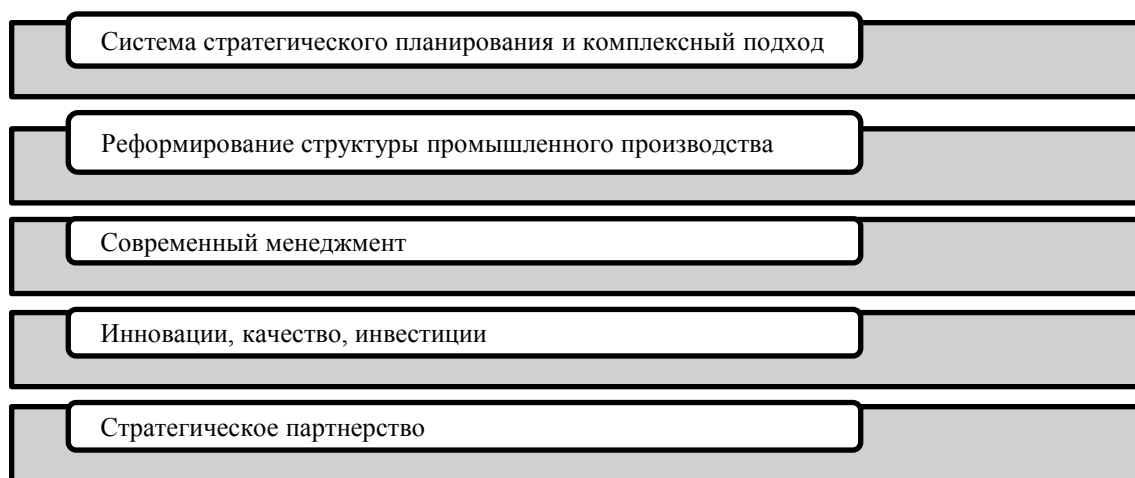 Система стратегического планирования и комплексный подход
Реформирование структуры промышленного производства
Современный менеджмент
Инновации, качество, инвестиции
Стратегическое партнерство